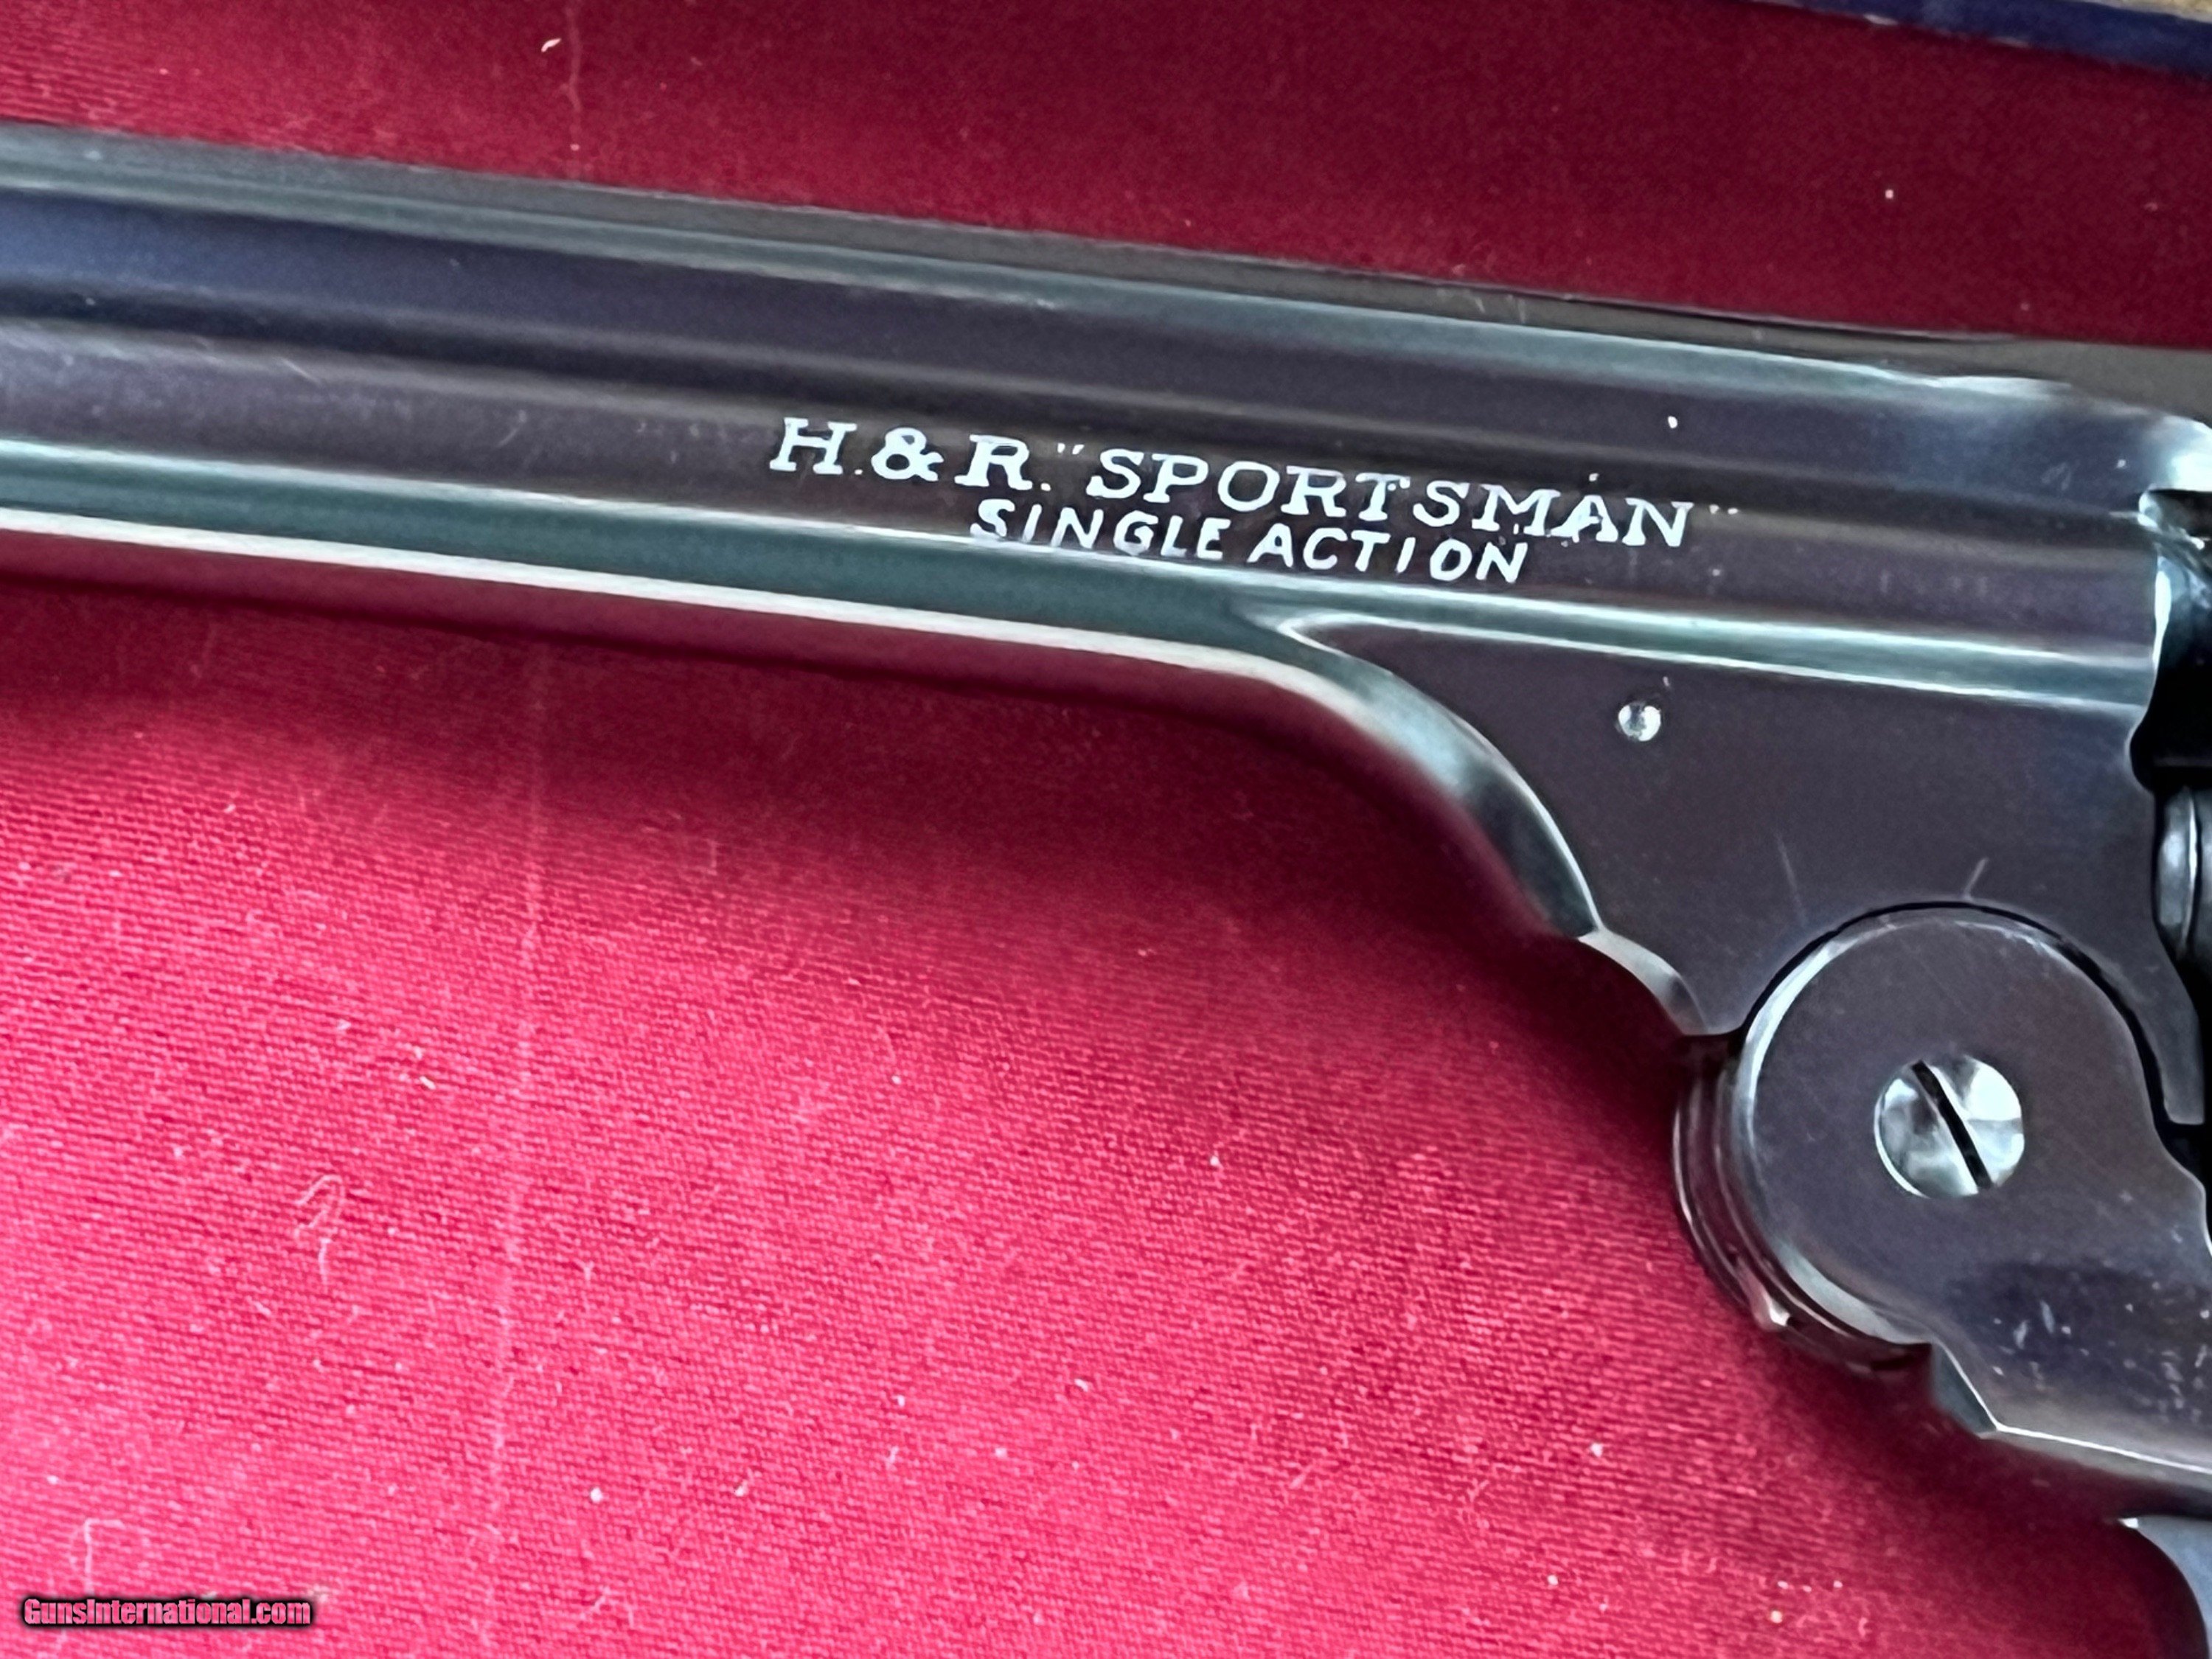 H.&R. "SPORTSMAN"
SINGLE ACTION
GunsInternational.com